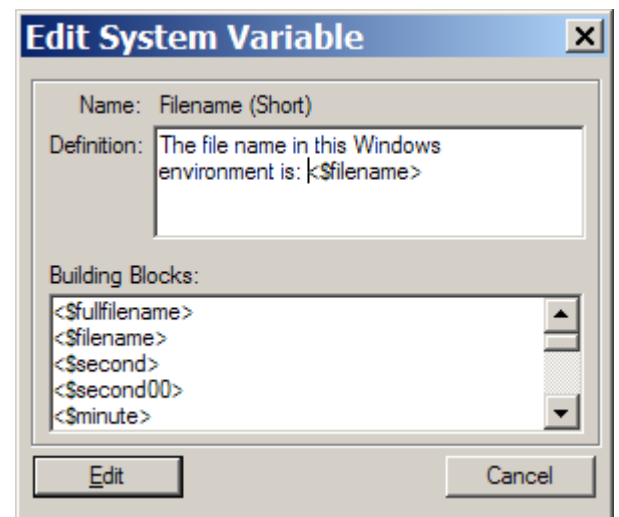 Edit System Variable
Name: Filename (Short)
Definition: The file name in this Windows
environment is: <$filename>
Building Blocks:
<$fullfilename>
<$filename>
<$second>
<$second00>
<$minute>
Edit Cancel